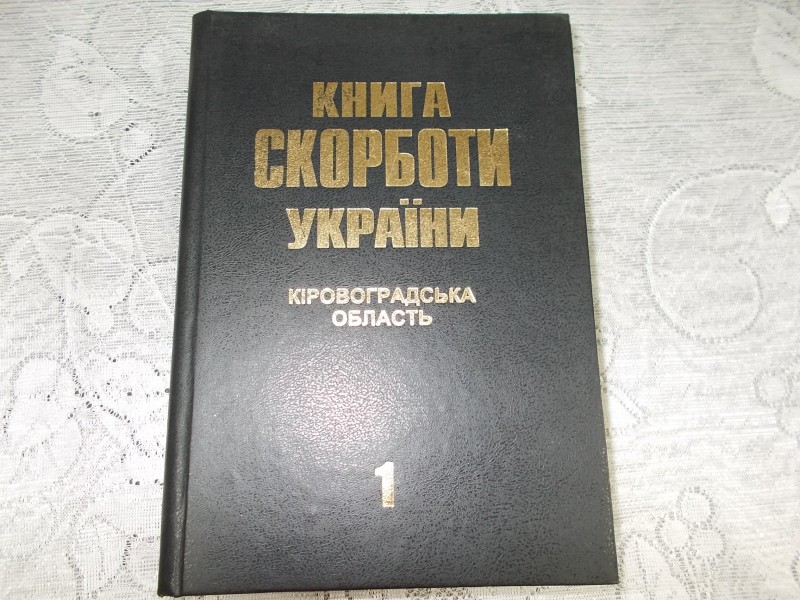 КНИГА
СКОРБОТИ
УКРАЇНИ
КІРОВОГРАДСЬКА
ОБЛАСТЬ
1